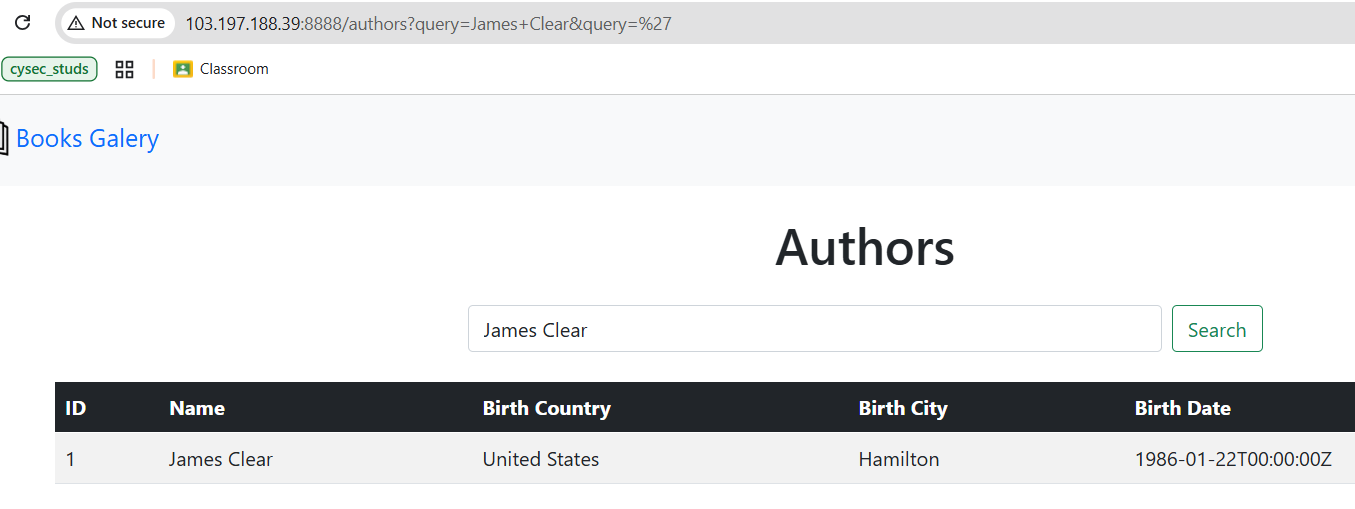 Not secure 103.197.188.39:8888/authors?query=James+Clear&query=%27
cysec_studs Classroom
Books Galery
Authors
James Clear Search
ID Name Birth Country Birth City Birth Date
1 James Clear United States Hamilton 1986-01-22T00:00:00Z